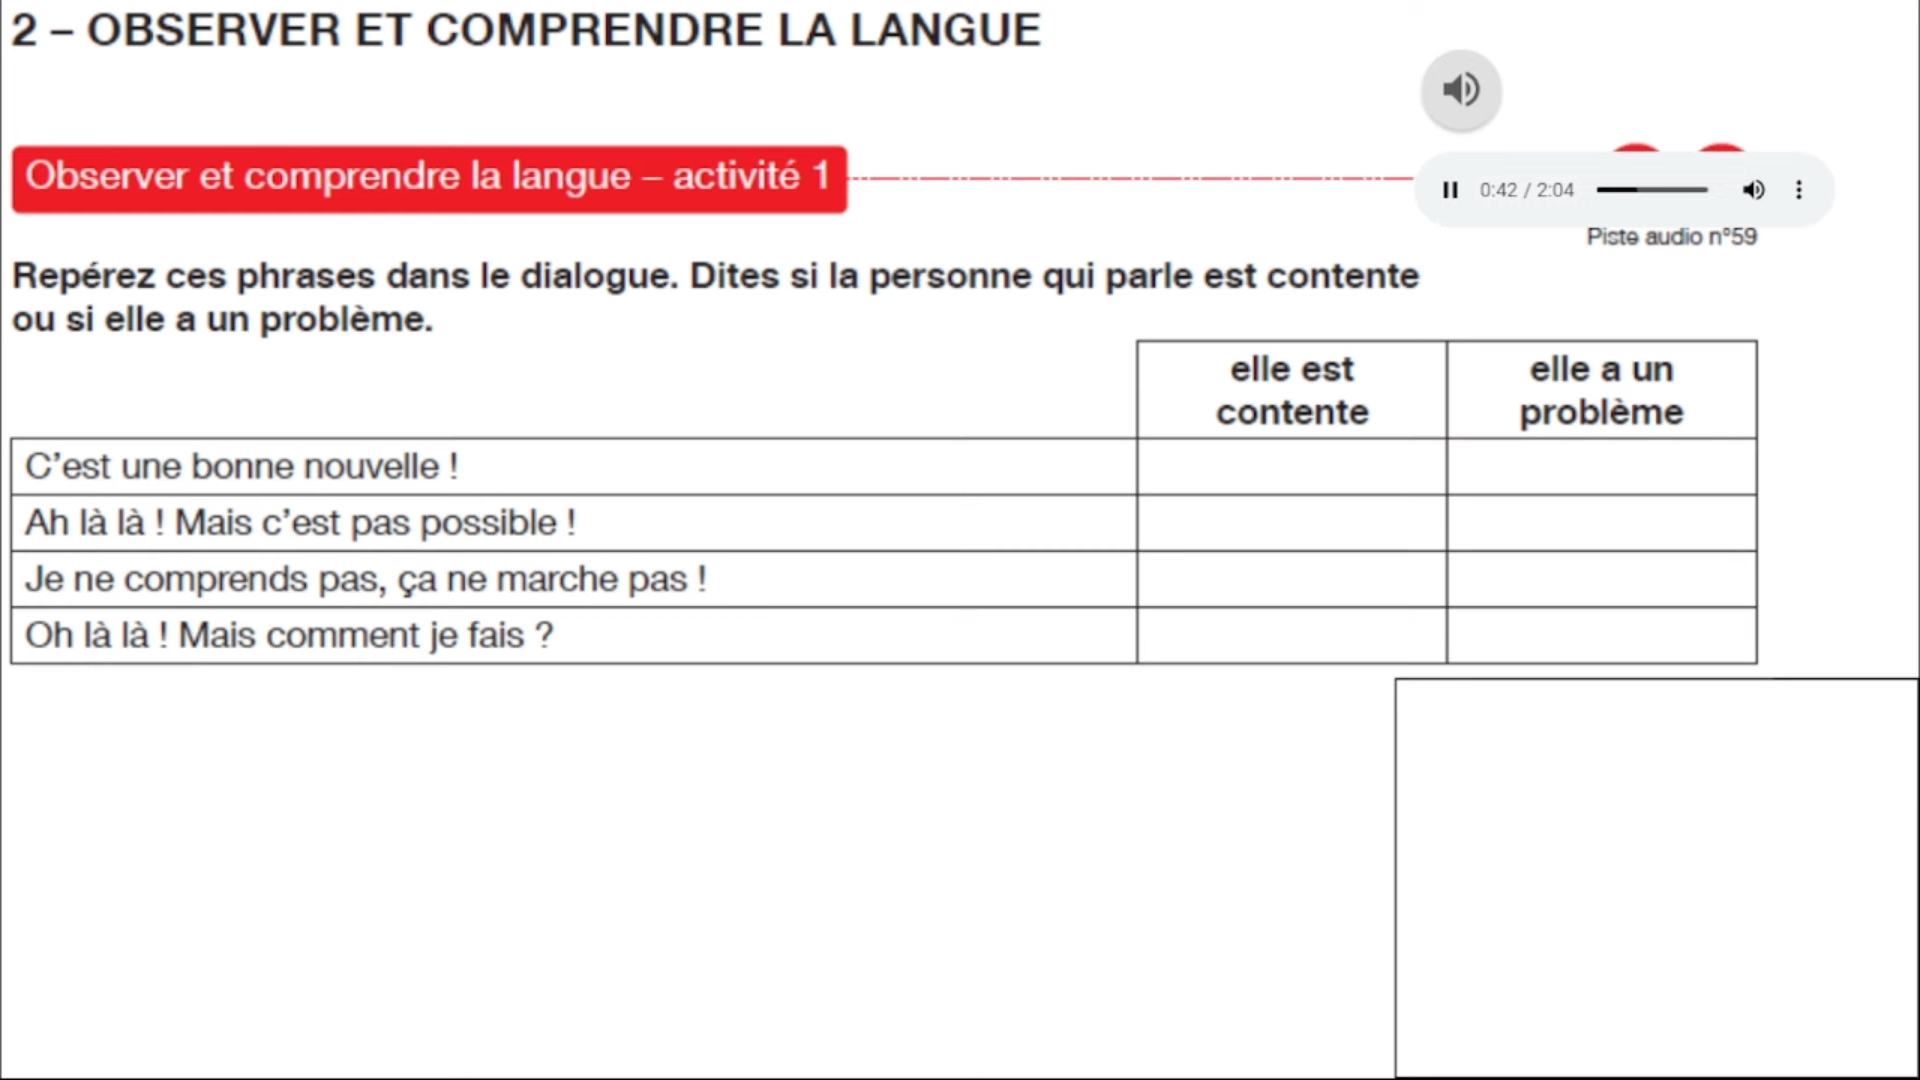 2 – OBSERVER ET COMPRENDRE LA LANGUE
Observer et comprendre la langue – activité 1
0:42 / 2:04
Piste audio n°59
Repérez ces phrases dans le dialogue. Dites si la personne qui parle est contente
ou si elle a un problème.
elle est
contente
elle a un
problème
C’est une bonne nouvelle !
Ah là là ! Mais c’est pas possible !
Je ne comprends pas, ça ne marche pas !
Oh là là ! Mais comment je fais ?